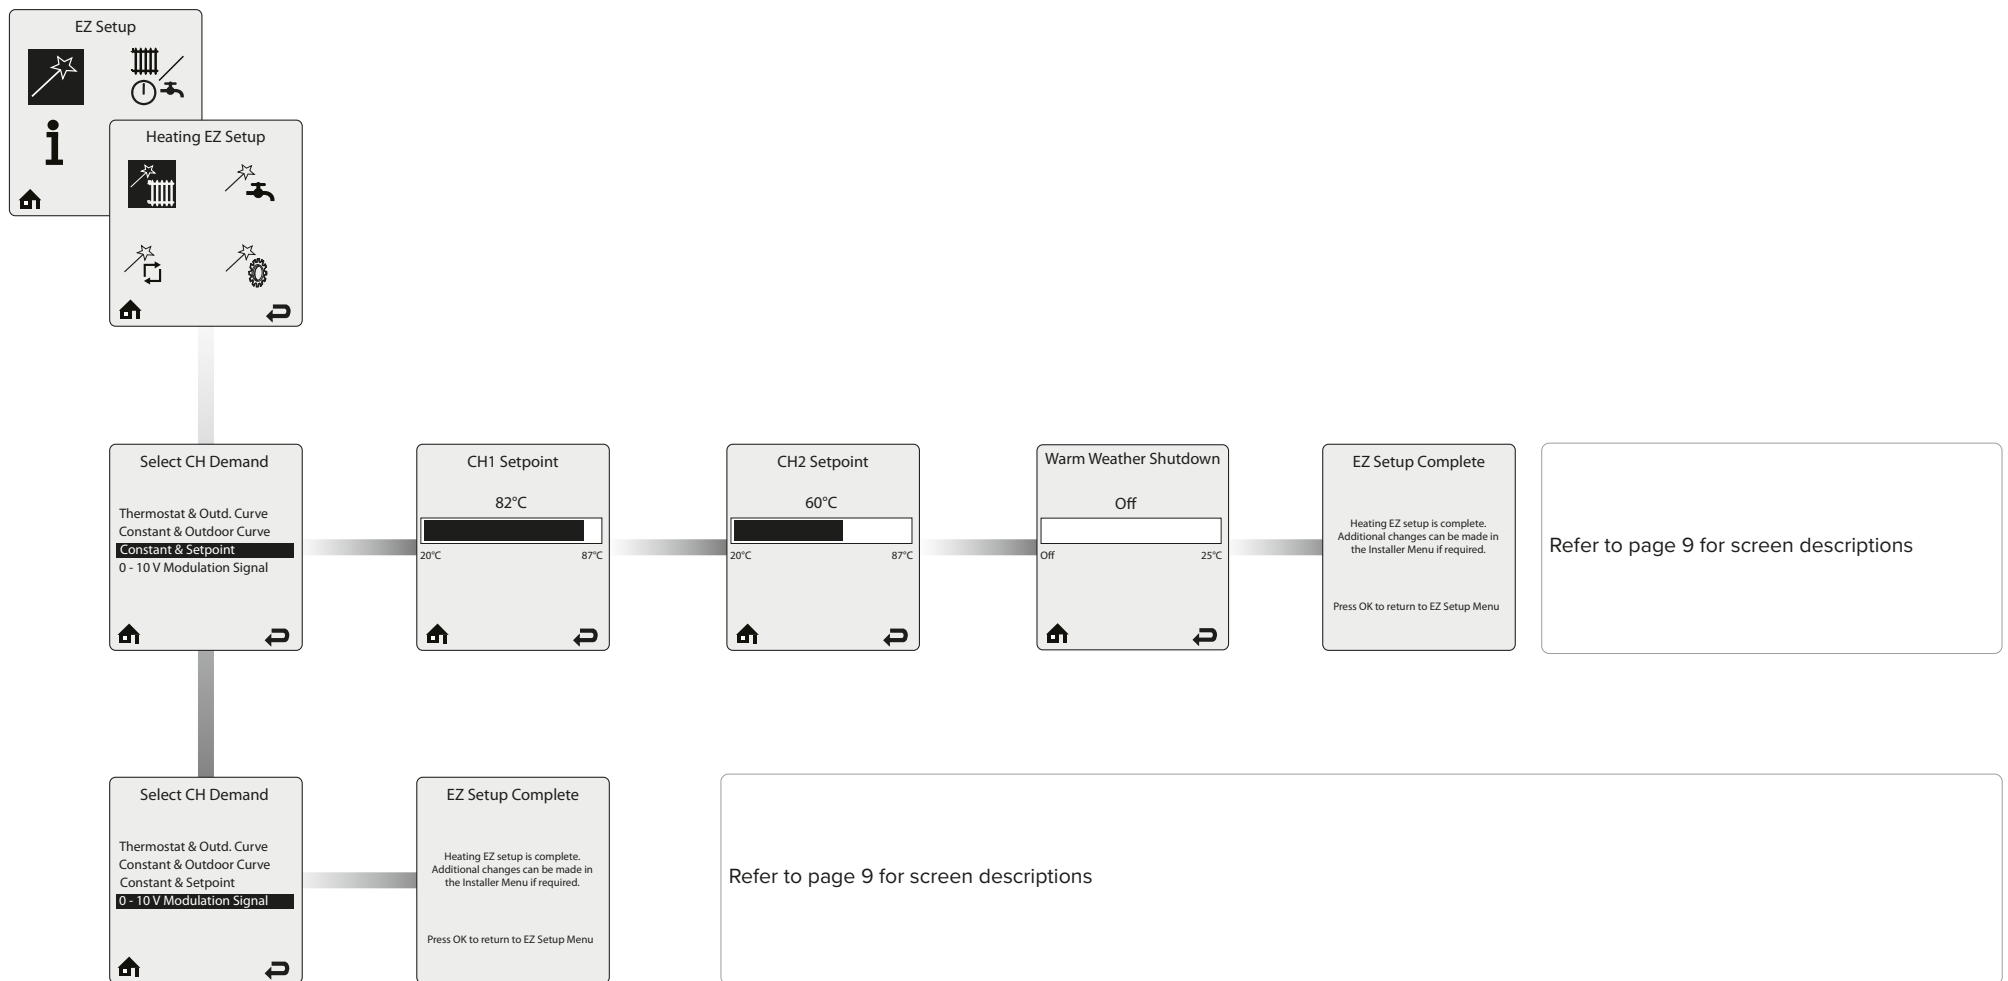 EZ Setup
Heating EZ Setup
Select CH Demand
Thermostat & Outd. Curve
Constant & Outdoor Curve
Constant & Setpoint
0 - 10 V Modulation Signal
CH1 Setpoint
82°C
20°C 87°C
CH2 Setpoint
60°C
20°C 87°C
Warm Weather Shutdown
Off
Off 25°C
EZ Setup Complete
Heating EZ setup is complete.
Additional changes can be made in
the Installer Menu if required.
Press OK to return to EZ Setup Menu
Refer to page 9 for screen descriptions
Select CH Demand
Thermostat & Outd. Curve
Constant & Outdoor Curve
Constant & Setpoint
0 - 10 V Modulation Signal
EZ Setup Complete
Heating EZ setup is complete.
Additional changes can be made in
the Installer Menu if required.
Press OK to return to EZ Setup Menu
Refer to page 9 for screen descriptions